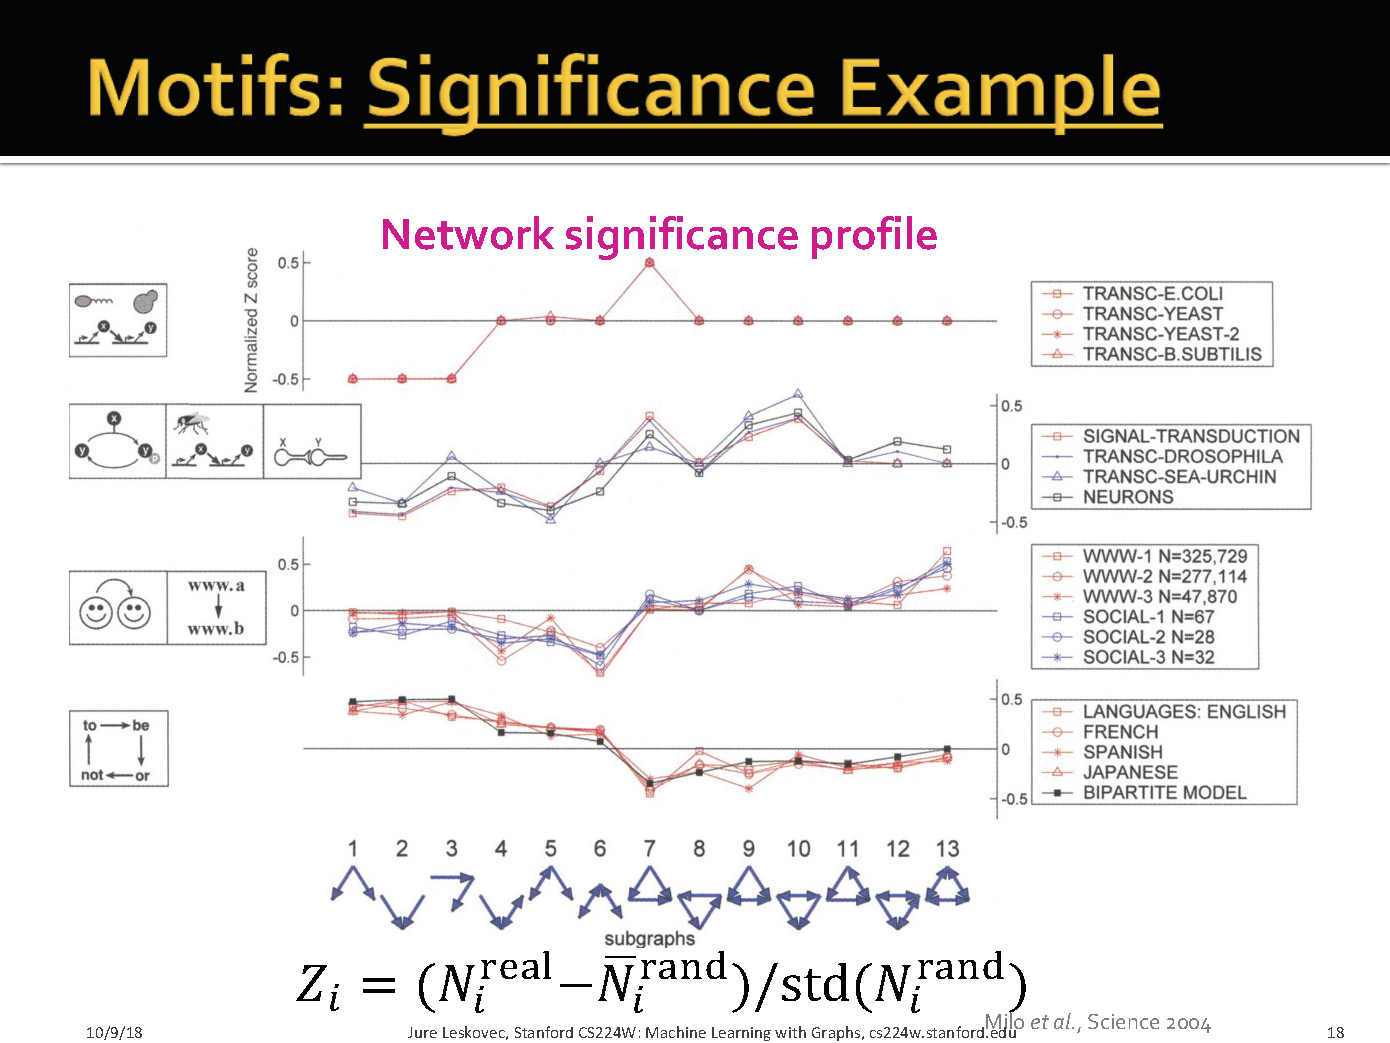 Motifs: Significance Example
Network significance profile
Normalized Z score
0.5
0
-0.5
x
y
TRANSC-E.COLI
TRANSC-YEAST
TRANSC-YEAST-2
TRANSC-B.SUBTILIS
x
y
y
P
x
y
X Y
0.5
0
-0.5
SIGNAL-TRANSDUCTION
TRANSC-DROSOPHILA
TRANSC-SEA-URCHIN
NEURONS
www.a
www.b
0.5
0
-0.5
WWW-1 N=325,729
WWW-2 N=277,114
WWW-3 N=47,870
SOCIAL-1 N=67
SOCIAL-2 N=28
SOCIAL-3 N=32
to be
not or
0.5
0
-0.5
LANGUAGES: ENGLISH
FRENCH
SPANISH
JAPANESE
BIPARTITE MODEL
1 2 3 4 5 6 7 8 9 10 11 12 13
subgraphs
Z_i = (N_i^real − N̅_i^rand)/std(N_i^rand)
Milo et al., Science 2004
10/9/18 Jure Leskovec, Stanford CS224W: Machine Learning with Graphs, cs224w.stanford.edu 18